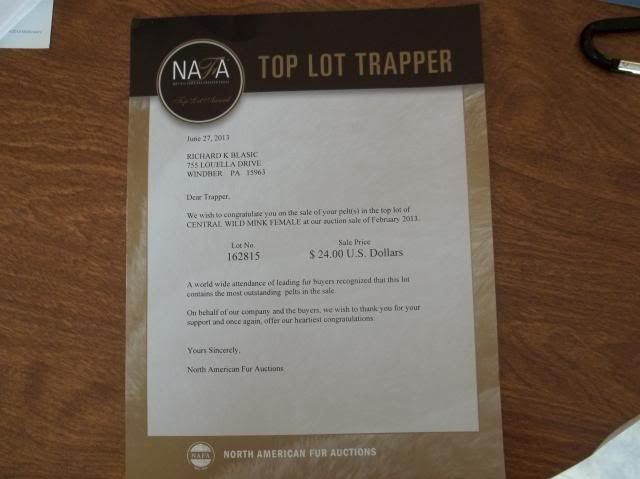 NAFA
TOP LOT TRAPPER
Top Lot Award
June 27, 2013
RICHARD K BLASIC
755 LOUELLA DRIVE
WINDBER PA 15963
Dear Trapper,
We wish to congratulate you on the sale of your pelt(s) in the top lot of
CENTRAL WILD MINK FEMALE at our auction sale of February 2013.
Lot No. Sale Price
162815 $ 24.00 U.S. Dollars
A world wide attendance of leading fur buyers recognized that this lot
contains the most outstanding pelts in the sale.
On behalf of our company and the buyers, we wish to thank you for your
support and once again, offer our heartiest congratulations.
Yours Sincerely,
North American Fur Auctions
NAFA
NORTH AMERICAN FUR AUCTIONS